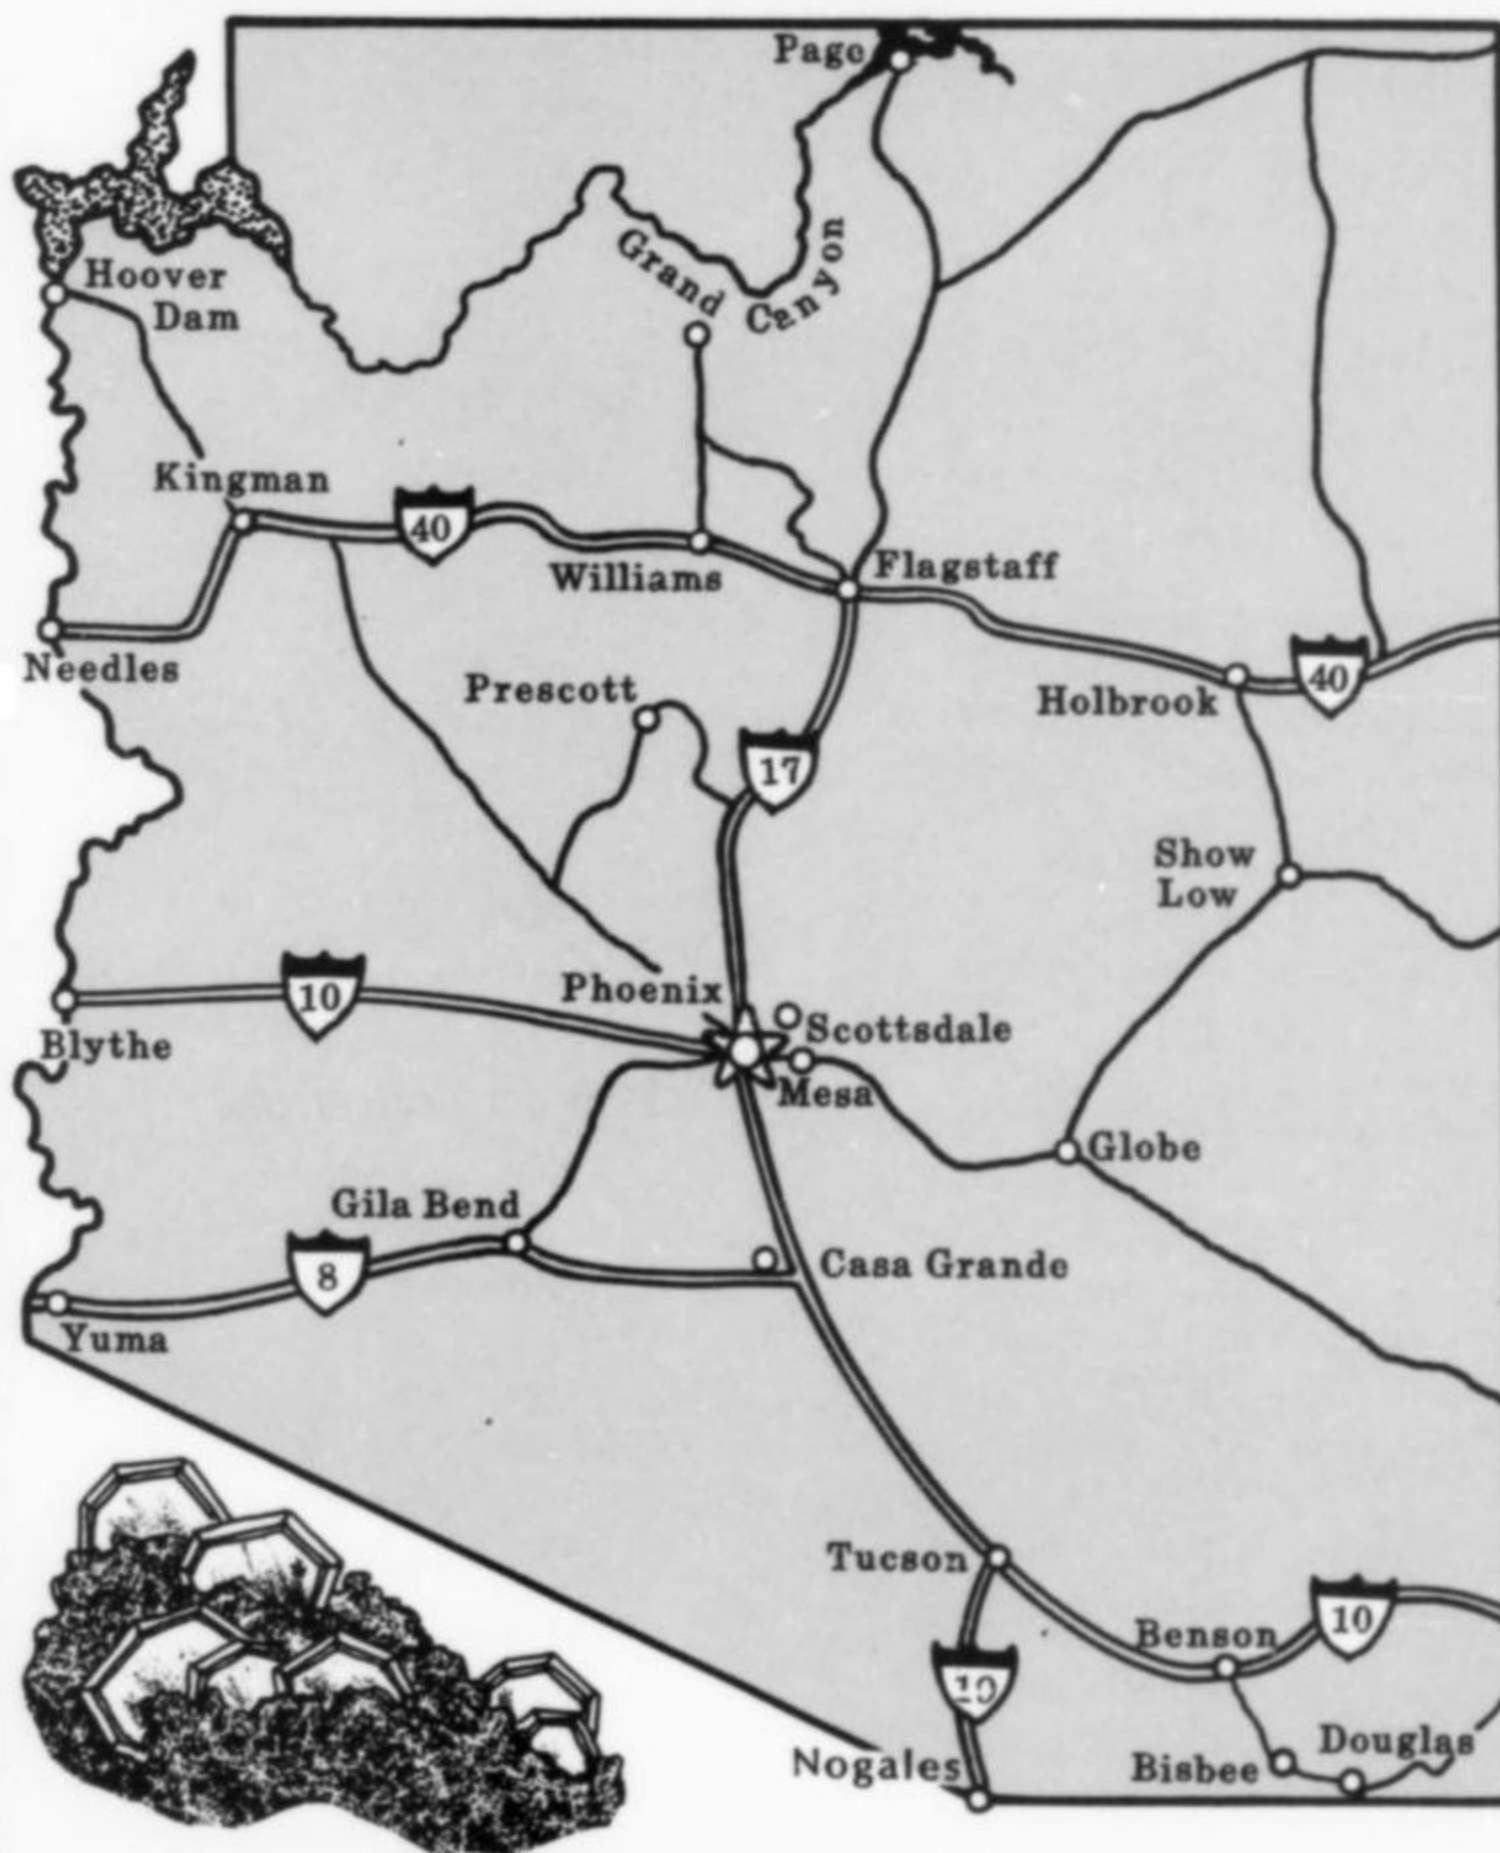 Page
Grand
Canyon
Hoover
Dam
Kingman
40
Williams
Flagstaff
Needles
Prescott
40
Holbrook
17
Show
Low
10
Phoenix
Scottsdale
Blythe
Mesa
Globe
Gila Bend
8
Casa Grande
Yuma
Tucson
10
Benson
Douglas
Bisbee
Nogales